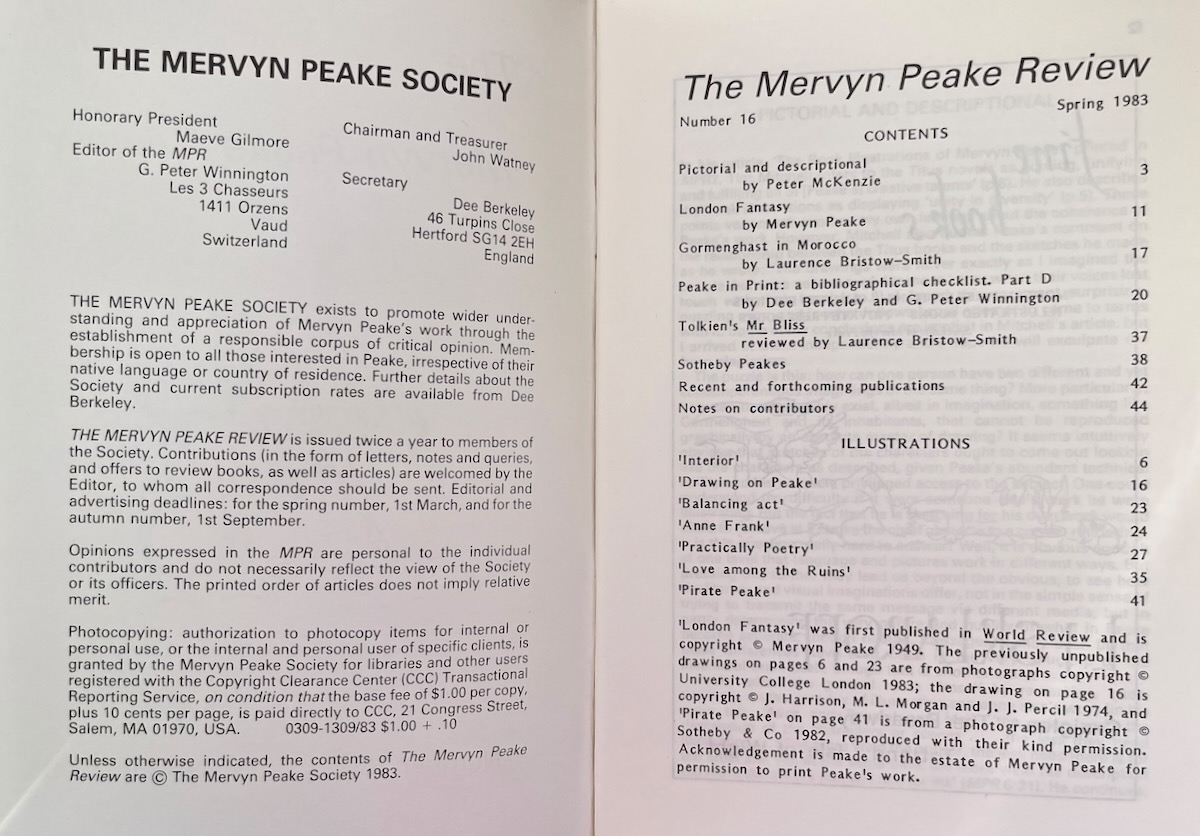 THE MERVYN PEAKE SOCIETY
Honorary President
Maeve Gilmore
Editor of the MPR
G. Peter Winnington
Les 3 Chasseurs
1411 Orzens
Vaud
Switzerland
Chairman and Treasurer
John Watney
Secretary
Dee Berkeley
46 Turpins Close
Hertford SG14 2EH
England
THE MERVYN PEAKE SOCIETY exists to promote wider under-
standing and appreciation of Mervyn Peake's work through the
establishment of a responsible corpus of critical opinion. Mem-
bership is open to all those interested in Peake, irrespective of their
native language or country of residence. Further details about the
Society and current subscription rates are available from Dee
Berkeley.
THE MERVYN PEAKE REVIEW is issued twice a year to members of
the Society. Contributions (in the form of letters, notes and queries,
and offers to review books, as well as articles) are welcomed by the
Editor, to whom all correspondence should be sent. Editorial and
advertising deadlines: for the spring number, 1st March, and for the
autumn number, 1st September.
Opinions expressed in the MPR are personal to the individual
contributors and do not necessarily reflect the view of the Society
or its officers. The printed order of articles does not imply relative
merit.
Photocopying: authorization to photocopy items for internal or
personal use, or the internal and personal user of specific clients, is
granted by the Mervyn Peake Society for libraries and other users
registered with the Copyright Clearance Center (CCC) Transactional
Reporting Service, on condition that the base fee of $1.00 per copy,
plus 10 cents per page, is paid directly to CCC, 21 Congress Street,
Salem, MA 01970, USA. 0309-1309/83 $1.00 + .10
Unless otherwise indicated, the contents of The Mervyn Peake
Review are © The Mervyn Peake Society 1983.
The Mervyn Peake Review
Number 16 Spring 1983
CONTENTS
Pictorial and descriptional
by Peter McKenzie 3
London Fantasy
by Mervyn Peake 11
Gormenghast in Morocco
by Laurence Bristow-Smith 17
Peake in Print: a bibliographical checklist. Part D
by Dee Berkeley and G. Peter Winnington 20
Tolkien's Mr Bliss
reviewed by Laurence Bristow-Smith 37
Sotheby Peakes 38
Recent and forthcoming publications 42
Notes on contributors 44
ILLUSTRATIONS
'Interior' 6
'Drawing on Peake' 16
'Balancing act' 23
'Anne Frank' 24
'Practically Poetry' 27
'Love among the Ruins' 35
'Pirate Peake' 41
'London Fantasy' was first published in World Review and is
copyright © Mervyn Peake 1949. The previously unpublished
drawings on pages 6 and 23 are from photographs copyright ©
University College London 1983; the drawing on page 16 is
copyright © J. Harrison, M. L. Morgan and J. J. Percil 1974, and
'Pirate Peake' on page 41 is from a photograph copyright ©
Sotheby & Co 1982, reproduced with their kind permission.
Acknowledgement is made to the estate of Mervyn Peake for
permission to print Peake's work.